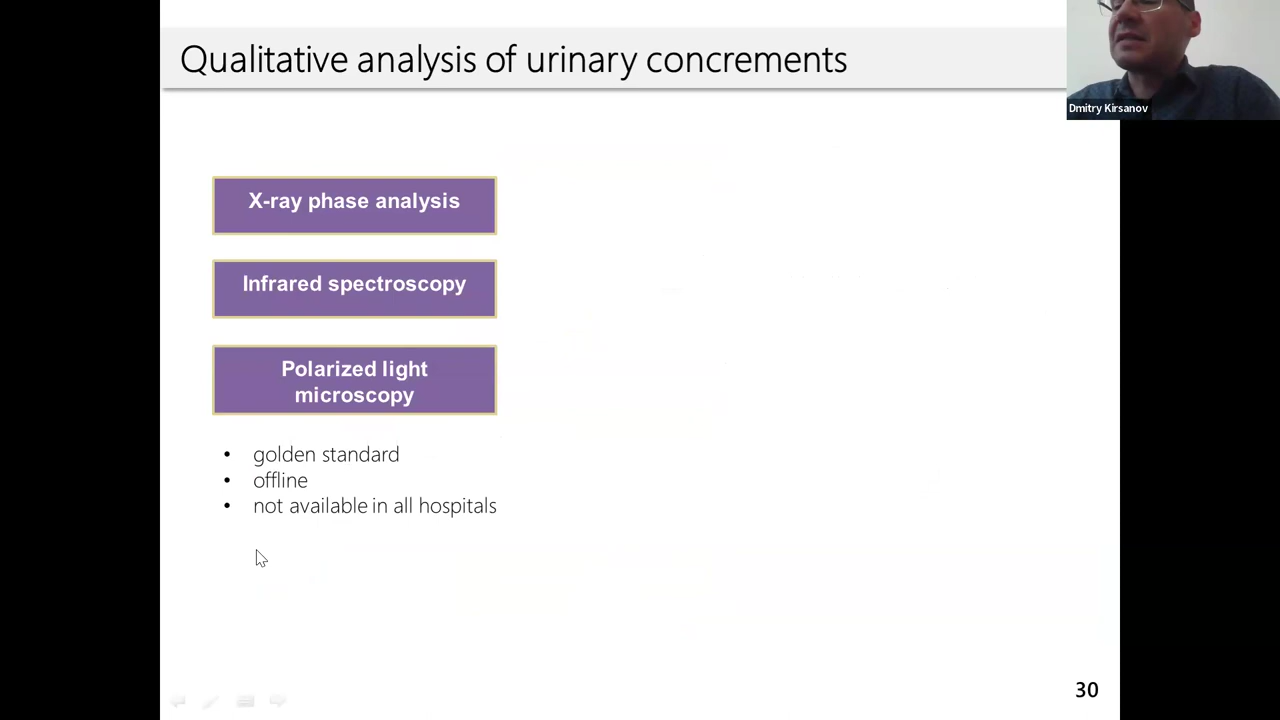 Qualitative analysis of urinary concrements
Dmitry Kirsanov
X-ray phase analysis
Infrared spectroscopy
Polarized light
microscopy
• golden standard
• offline
• not available in all hospitals
30